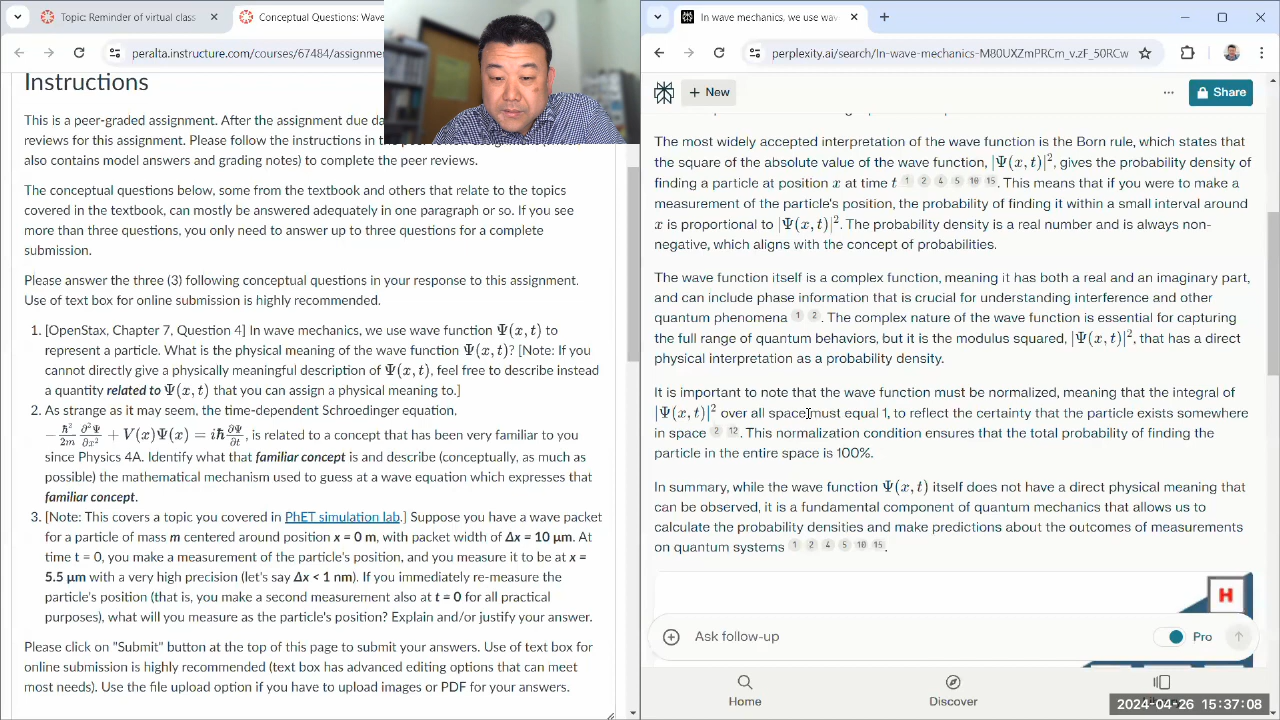 Topic Reminder of virtual class
Conceptual Questions: Wave
peralta.instructure.com/courses/67484/assignmen
Instructions
This is a peer-graded assignment. After the assignment due da
reviews for this assignment. Please follow the instructions in t
also contains model answers and grading notes) to complete the peer reviews.
The conceptual questions below, some from the textbook and others that relate to the topics
covered in the textbook, can mostly be answered adequately in one paragraph or so. If you see
more than three questions, you only need to answer up to three questions for a complete
submission.
Please answer the three (3) following conceptual questions in your response to this assignment.
Use of text box for online submission is highly recommended.
1. [OpenStax, Chapter 7, Question 4] In wave mechanics, we use wave function Ψ(x, t) to
represent a particle. What is the physical meaning of the wave function Ψ(x, t)? [Note: If you
cannot directly give a physically meaningful description of Ψ(x, t), feel free to describe instead
a quantity related to Ψ(x, t) that you can assign a physical meaning to.]
2. As strange as it may seem, the time-dependent Schroedinger equation,
−ℏ²/2m ∂²Ψ/∂x² + V(x)Ψ(x) = iℏ ∂Ψ/∂t, is related to a concept that has been very familiar to you
since Physics 4A. Identify what that familiar concept is and describe (conceptually, as much as
possible) the mathematical mechanism used to guess at a wave equation which expresses that
familiar concept.
3. [Note: This covers a topic you covered in PhET simulation lab.] Suppose you have a wave packet
for a particle of mass m centered around position x = 0 m, with packet width of Δx = 10 μm. At
time t = 0, you make a measurement of the particle's position, and you measure it to be at x =
5.5 μm with a very high precision (let's say Δx < 1 nm). If you immediately re-measure the
particle's position (that is, you make a second measurement also at t = 0 for all practical
purposes), what will you measure as the particle's position? Explain and/or justify your answer.
Please click on "Submit" button at the top of this page to submit your answers. Use of text box for
online submission is highly recommended (text box has advanced editing options that can meet
most needs). Use the file upload option if you have to upload images or PDF for your answers.
In wave mechanics, we use wav
perplexity.ai/search/In-wave-mechanics-M80UXZmPRCm_v_3l_50RCw
New
Share
The most widely accepted interpretation of the wave function is the Born rule, which states that
the square of the absolute value of the wave function, |Ψ(x, t)|², gives the probability density of
finding a particle at position x at time t 1 2 4 5 10 15. This means that if you were to make a
measurement of the particle's position, the probability of finding it within a small interval around
x is proportional to |Ψ(x, t)|². The probability density is a real number and is always non-
negative, which aligns with the concept of probabilities.
The wave function itself is a complex function, meaning it has both a real and an imaginary part,
and can include phase information that is crucial for understanding interference and other
quantum phenomena 1 2. The complex nature of the wave function is essential for capturing
the full range of quantum behaviors, but it is the modulus squared, |Ψ(x, t)|², that has a direct
physical interpretation as a probability density.
It is important to note that the wave function must be normalized, meaning that the integral of
|Ψ(x, t)|² over all space must equal 1, to reflect the certainty that the particle exists somewhere
in space 2 12. This normalization condition ensures that the total probability of finding the
particle in the entire space is 100%.
In summary, while the wave function Ψ(x, t) itself does not have a direct physical meaning that
can be observed, it is a fundamental component of quantum mechanics that allows us to
calculate the probability densities and make predictions about the outcomes of measurements
on quantum systems 1 2 4 5 10 15.
H
Ask follow-up
Pro
Home
Discover
2024-04-26 15:37:08